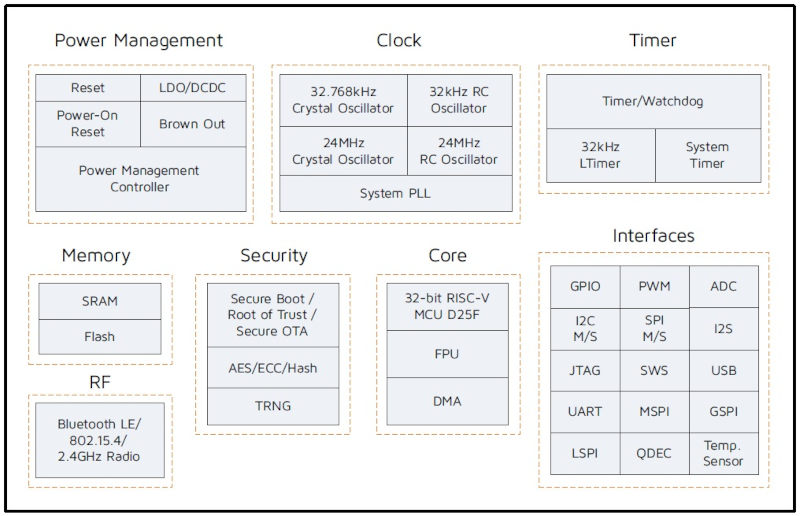 Power Management
Reset
LDO/DCDC
Power-On
Reset
Brown Out
Power Management
Controller
Clock
32.768kHz
Crystal Oscillator
32kHz RC
Oscillator
24MHz
Crystal Oscillator
24MHz
RC Oscillator
System PLL
Timer
Timer/Watchdog
32kHz
LTimer
System
Timer
Memory
SRAM
Flash
RF
Bluetooth LE/
802.15.4/
2.4GHz Radio
Security
Secure Boot /
Root of Trust /
Secure OTA
AES/ECC/Hash
TRNG
Core
32-bit RISC-V
MCU D25F
FPU
DMA
Interfaces
GPIO
PWM
ADC
I2C
M/S
SPI
M/S
I2S
JTAG
SWS
USB
UART
MSPI
GSPI
LSPI
QDEC
Temp.
Sensor